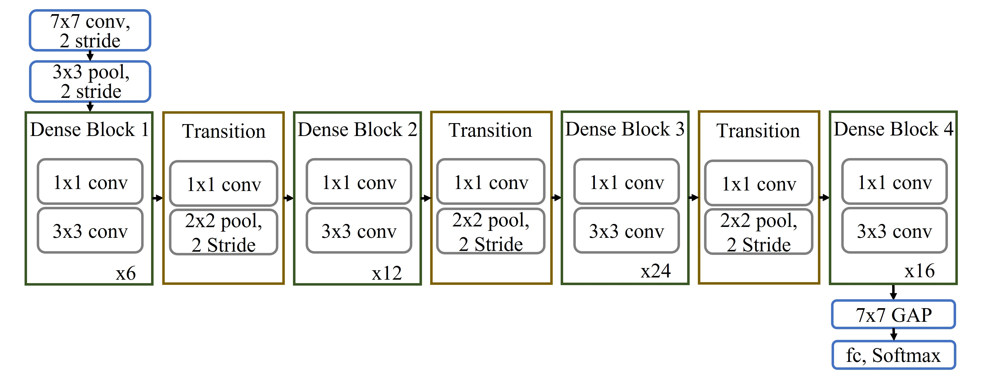 7x7 conv,
2 stride
3x3 pool,
2 stride
Dense Block 1
1x1 conv
3x3 conv
x6
Transition
1x1 conv
2x2 pool,
2 Stride
Dense Block 2
1x1 conv
3x3 conv
x12
Transition
1x1 conv
2x2 pool,
2 Stride
Dense Block 3
1x1 conv
3x3 conv
x24
Transition
1x1 conv
2x2 pool,
2 Stride
Dense Block 4
1x1 conv
3x3 conv
x16
7x7 GAP
fc, Softmax